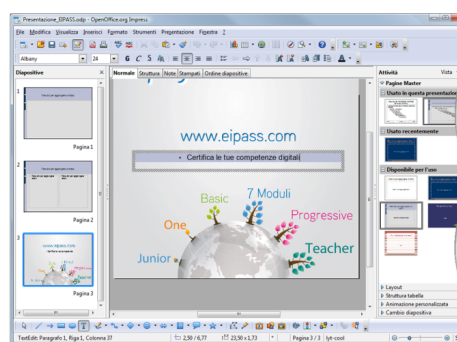 Presentazione_EIPASS.odp - OpenOffice.org Impress
File Modifica Visualizza Inserisci Formato Strumenti Presentazione Finestra ?
Albany 24
Diapositive
Normale Struttura Note Stampati Ordine diapositive
Attività Vista
Pagine Master
Usato in questa presentazione
Usato recentemente
Disponibile per l'uso
Layout
Struttura tabella
Animazione personalizzata
Cambio diapositiva
1
Pagina 1
2
Pagina 2
3
Pagina 3
www.eipass.com
• Certifica le tue competenze digitali
Basic
7 Moduli
One
Progressive
Junior
Teacher
TextEdit: Paragrafo 1, Riga 1, Colonna 37
2,50 / 6,77
23,50 x 1,73
Pagina 3 / 3
lyt-cool